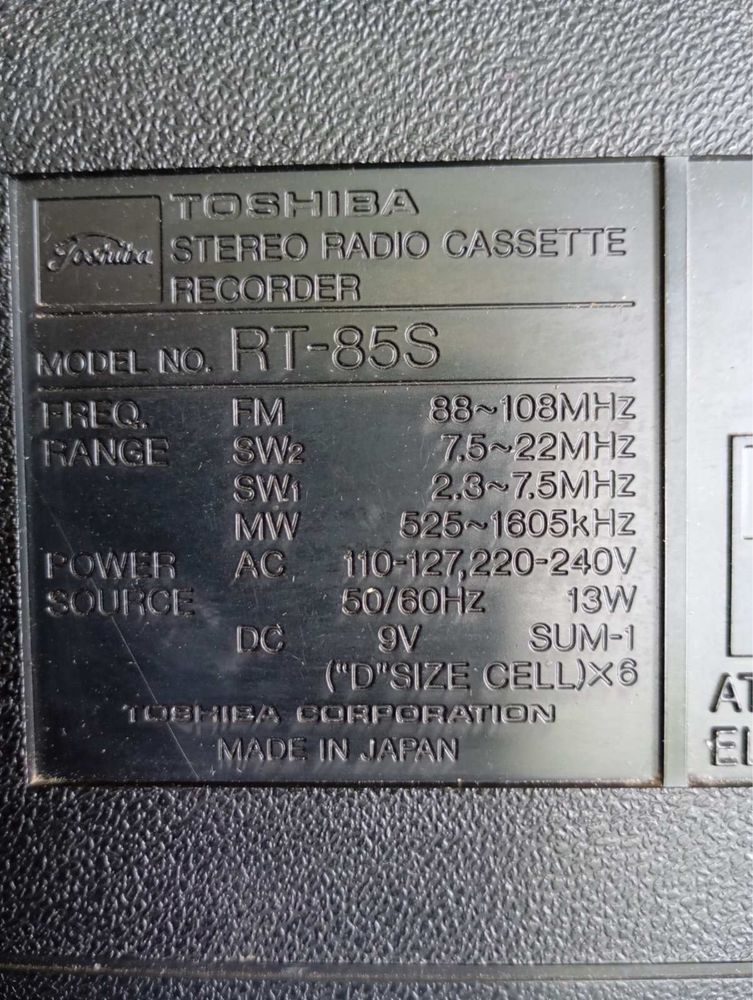 Toshiba
TOSHIBA
STEREO RADIO CASSETTE
RECORDER
MODEL NO. RT-85S
FREQ. FM 88~108MHz
RANGE SW2 7.5~22MHz
SW1 2.3~7.5MHz
MW 525~1605kHz
POWER AC 110-127,220-240V
SOURCE 50/60Hz 13W
DC 9V SUM-1
("D"SIZE CELL)×6
TOSHIBA CORPORATION
MADE IN JAPAN
AT